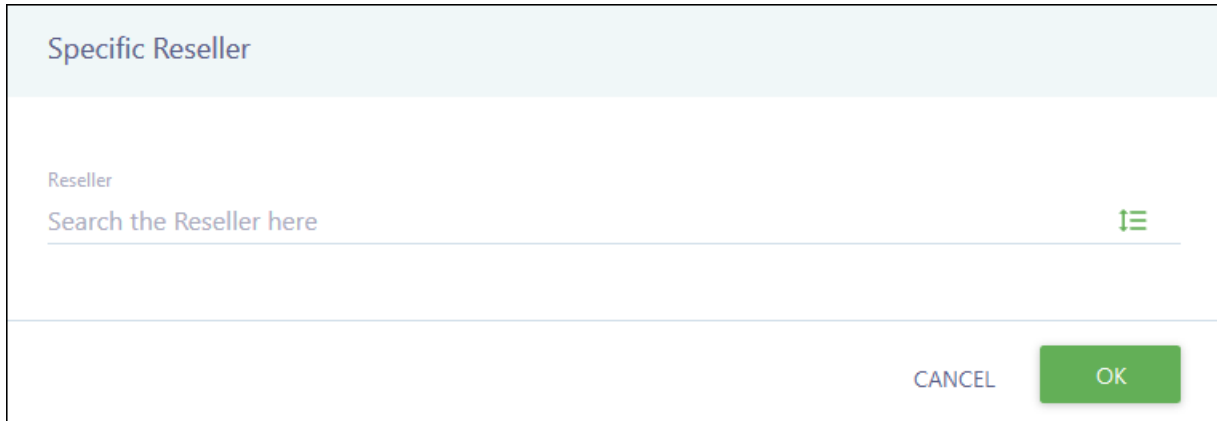 Specific Reseller
Reseller
Search the Reseller here
CANCEL OK